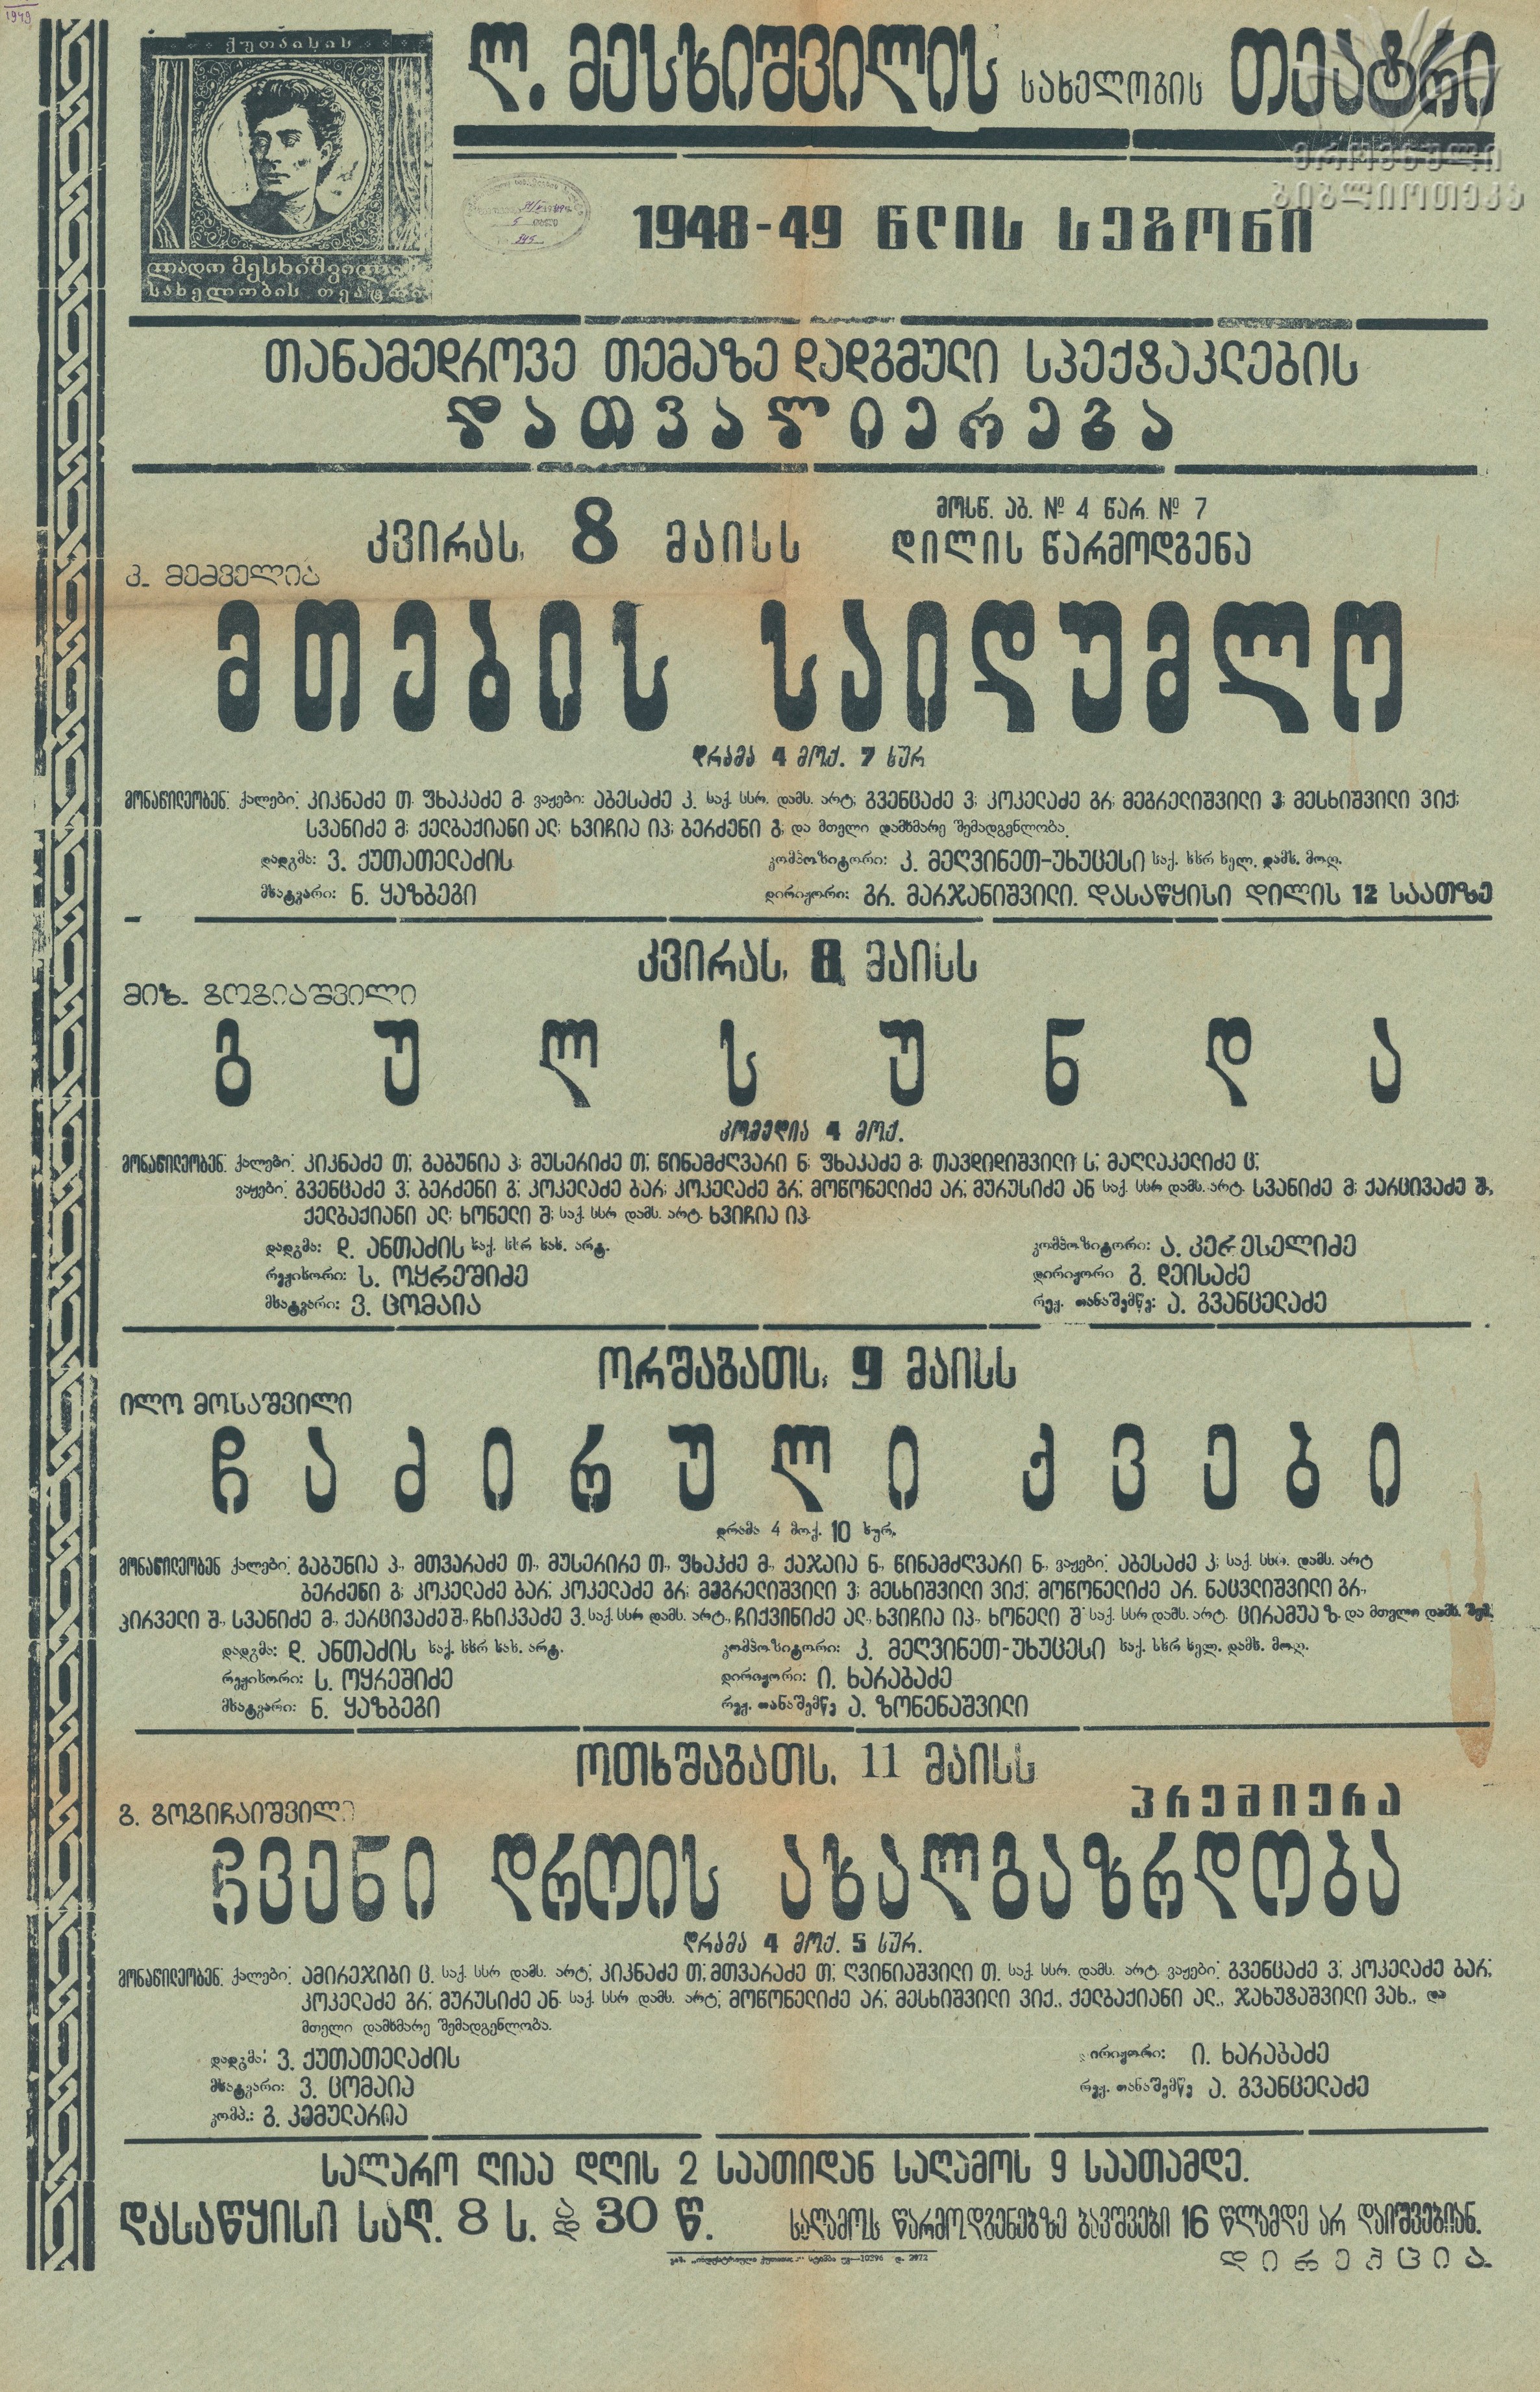 1949
ქუთაისის
ლ. მესხიშვილის სახელობის თეატრი
ეროვნული
ბიბლიოთეკა
ლადო მესხიშვილის
სახელობის თეატრი
1948-49 წლის სეზონი
თანამედროვე თემაზე დადგმული სპექტაკლების
დათვალიერება
კვირას, 8 მაისს
მოსწ. აბ. № 4 წარ. № 7
დილის წარმოდგენა
კ. მეძველია
მთების საიდუმლო
დრამა 4 მოქ. 7 სურ
მონაწილეობენ: ქალები: კიკნაძე თ. ფხაკაძე მ. ვაჟები: აბესაძე კ. საქ. სსრ. დამს. არტ; გვენცაძე ვ; კოკელაძე გრ; მეგრელიშვილი ვ; მესხიშვილი ვიქ;
სვანიძე მ; ქელბაქიანი ალ; ხვიჩია იპ; ბერძენი გ; და მთელი დამხმარე შემადგენლობა.
დადგმა: ვ. ქუთათელაძის
კომპოზიტორი: კ. მეღვინეთ-უხუცესი საქ. სსრ ხელ. დამს. მოღ.
მხატვარი: ნ. ყაზბეგი
დირიჟორი: გრ. მარჯანიშვილი. დასაწყისი დილის 12 საათზე
კვირას, 8 მაისს
მიხ. გოგიაშვილი
გულსუნდა
კომედია 4 მოქ.
მონაწილეობენ: ქალები: კიკნაძე თ; გაბუნია პ; მუსერიძე თ; წინამძღვარი ნ; ფხაკაძე მ; თავდიდიშვილი ს; მაღლაკელიძე ც;
ვაჟები: გვენცაძე ვ; ბერძენი გ; კოკელაძე ბარ; კოკელაძე გრ; მოწონელიძე არ; მურუსიძე ან საქ. სსრ დამს. არტ. სვანიძე მ; ქარცივაძე შ.,
ქელბაქიანი ალ; ხონელი შ; საქ. სსრ დამს. არტ. ხვიჩია იპ.
დადგმა: დ. ანთაძის საქ. სსრ სახ. არტ.
კომპოზიტორი: ა. კერესელიძე
რეჟისორი: ს. ოყრეშიძე
დირიჟორი გ. დეისაძე
მხატვარი: ვ. ცომაია
რეჟ. თანაშემწე: ა. გვანცელაძე
ორშაბათს, 9 მაისს
ილო მოსაშვილი
ჩაძირული ქვები
დრამა 4 მოქ. 10 სურ.
მონაწილეობენ ქალები: გაბუნია პ., მთვარაძე თ., მუსერირე თ., ფხაკძე მ., ქაჯაია ნ., წინამძღვარი ნ., ვაჟები: აბესაძე კ; საქ. სსრ. დამს. არტ
ბერძენი გ; კოკელაძე ბარ; კოკელაძე გრ; მეგრელიშვილი ვ; მესხიშვილი ვიქ; მოწონელიძე არ. ნაცვლიშვილი გრ.,
პირველი შ., სვანიძე მ., ქარცივაძე შ., ჩხიკვაძე ვ. საქ. სსრ დამს. არტ., ჩიქვინიძე ალ., ხვიჩია იპ., ხონელი შ საქ. სსრ დამს. არტ. ცირამუა ზ. და მთელი დამხ. შემ.
დადგმა: დ. ანთაძის საქ. სსრ სახ. არტ.
კომპოზიტორი: კ. მეღვინეთ-უხუცესი საქ. სსრ ხელ. დამს. მოღ.
რეჟისორი: ს. ოყრეშიძე
დირიჟორი: ი. ხარაბაძე
მხატვარი: ნ. ყაზბეგი
რეჟ. თანაშემწე ა. ზონენაშვილი
ოთხშაბათს, 11 მაისს
პრემიერა
გ. გოგიჩაიშვილი
ჩვენი დროის ახალგაზრდობა
დრამა 4 მოქ. 5 სურ.
მონაწილეობენ: ქალები: ამირეჯიბი ც. საქ. სსრ დამს. არტ; კიკნაძე თ; მთვარაძე თ; ღვინიაშვილი თ. საქ. სსრ. დამს. არტ. ვაჟები: გვენცაძე ვ; კოკელაძე ბარ;
კოკელაძე გრ; მურუსიძე ან. საქ. სსრ დამს. არტ; მოწონელიძე არ; მესხიშვილი ვიქ., ქელბაქიანი ალ., ჯახუტაშვილი ვახ., და
მთელი დამხმარე შემადგენლობა.
დადგმა: ვ. ქუთათელაძის
დირიჟორი: ი. ხარაბაძე
მხატვარი: ვ. ცომაია
რეჟ. თანაშემწე ა. გვანცელაძე
კომპ.: გ. კემულარია
სალარო ღიაა დღის 2 საათიდან საღამოს 9 საათამდე.
დასაწყისი საღ. 8 ს. და 30 წ.
საღამოს წარმოდგენებზე ბავშვები 16 წლამდე არ დაიშვებიან.
დირექცია